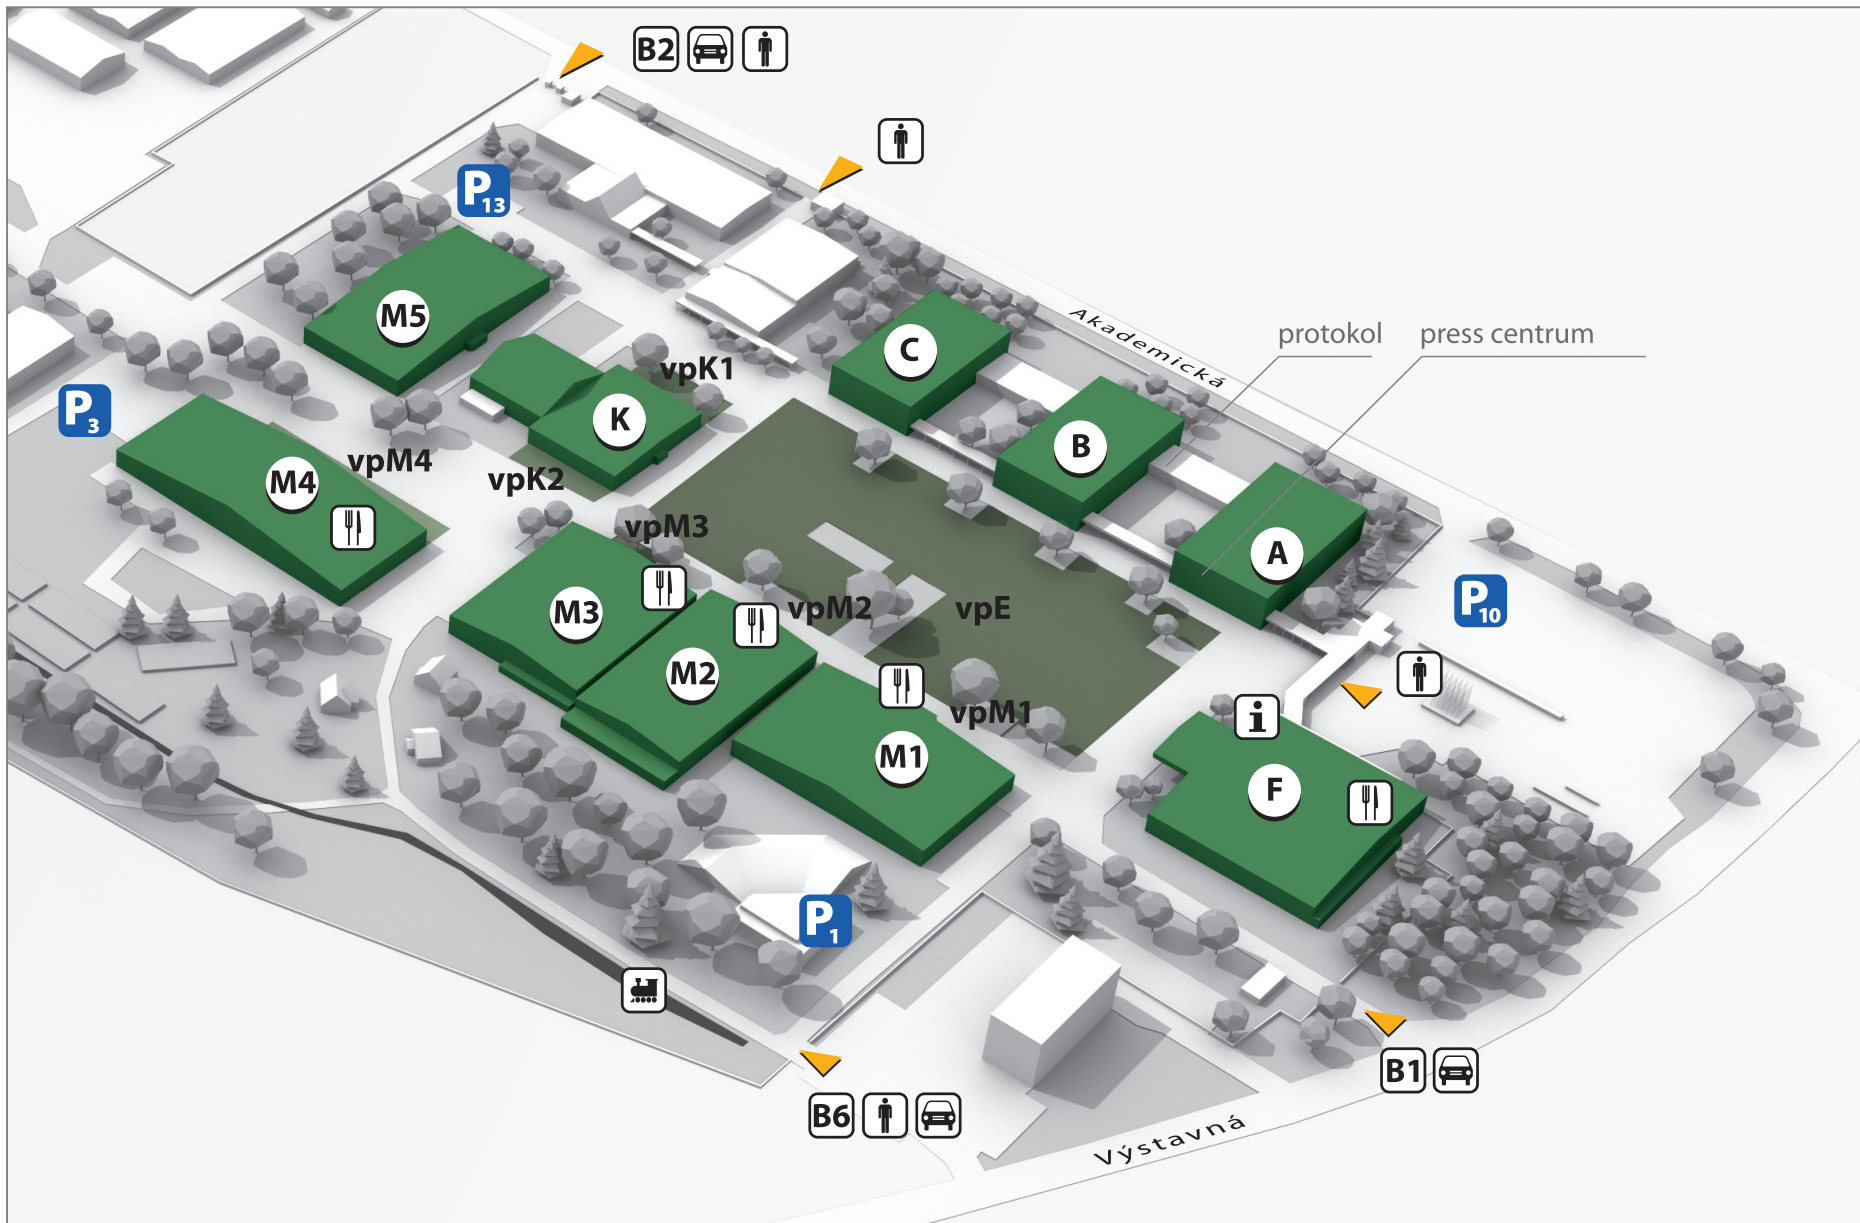 B2
P13
M5
C
Akademická
protokol
press centrum
vpK1
P3
K
B
vpM4
M4
vpK2
vpM3
A
M3
vpM2
vpE
P10
M2
vpM1
i
M1
F
P1
B1
B6
Výstavná